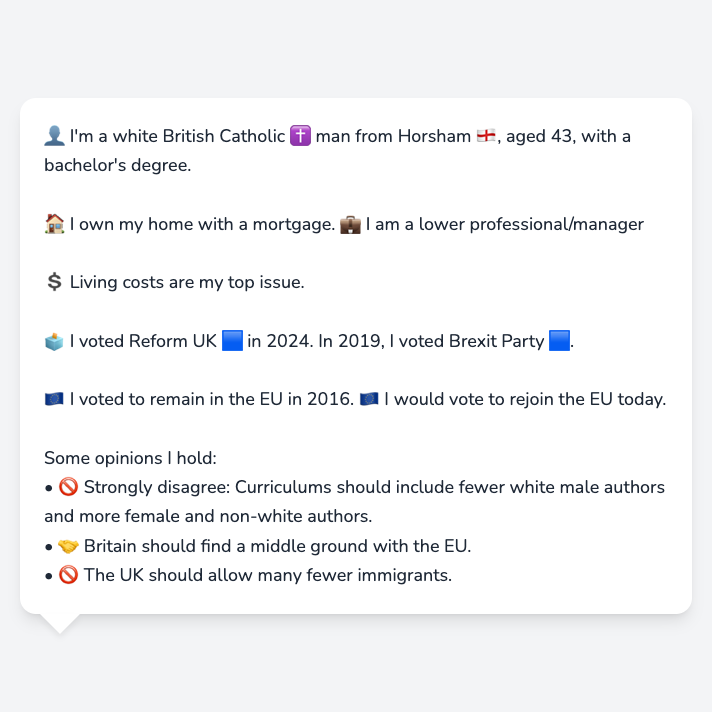 👤 I'm a white British Catholic ✝️ man from Horsham 🏴󠁧󠁢󠁥󠁮󠁧󠁿, aged 43, with a
bachelor's degree.
🏠 I own my home with a mortgage. 💼 I am a lower professional/manager
💲 Living costs are my top issue.
🗳️ I voted Reform UK 🟦 in 2024. In 2019, I voted Brexit Party 🟦.
🇪🇺 I voted to remain in the EU in 2016. 🇪🇺 I would vote to rejoin the EU today.
Some opinions I hold:
• 🚫 Strongly disagree: Curriculums should include fewer white male authors
and more female and non-white authors.
• 🤝 Britain should find a middle ground with the EU.
• 🚫 The UK should allow many fewer immigrants.